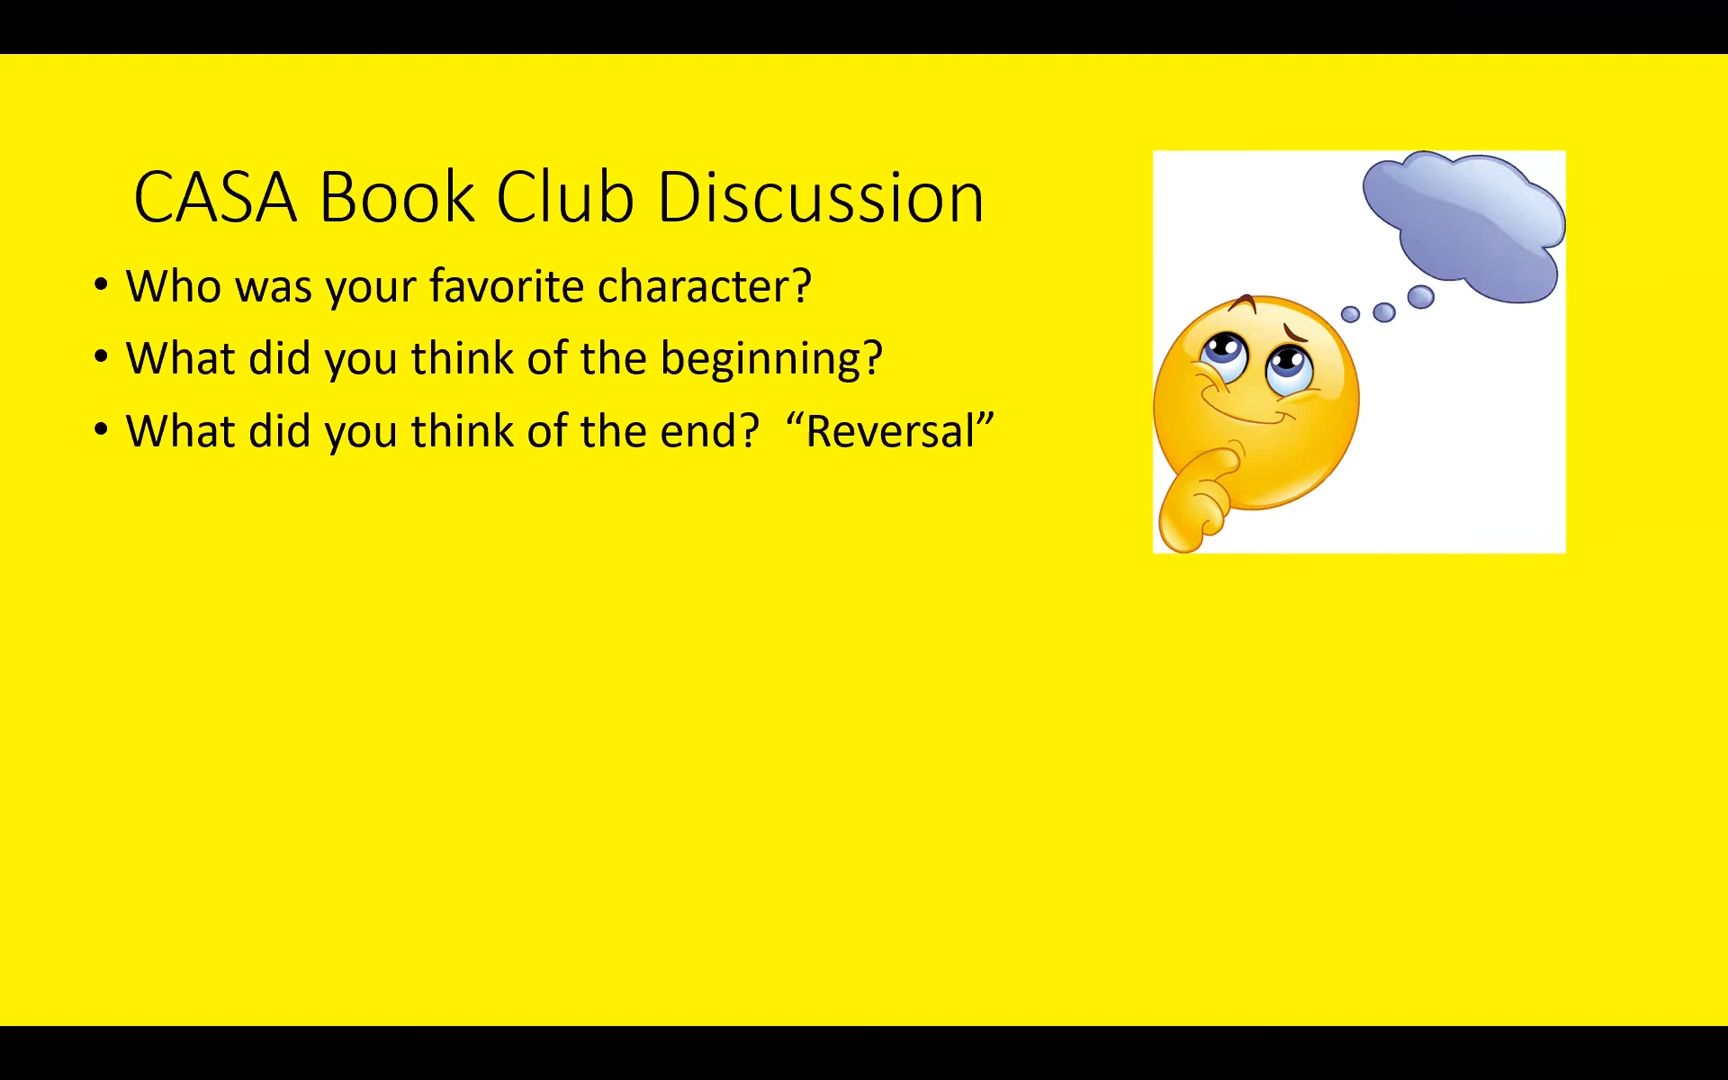 CASA Book Club Discussion
• Who was your favorite character?
• What did you think of the beginning?
• What did you think of the end?  “Reversal”